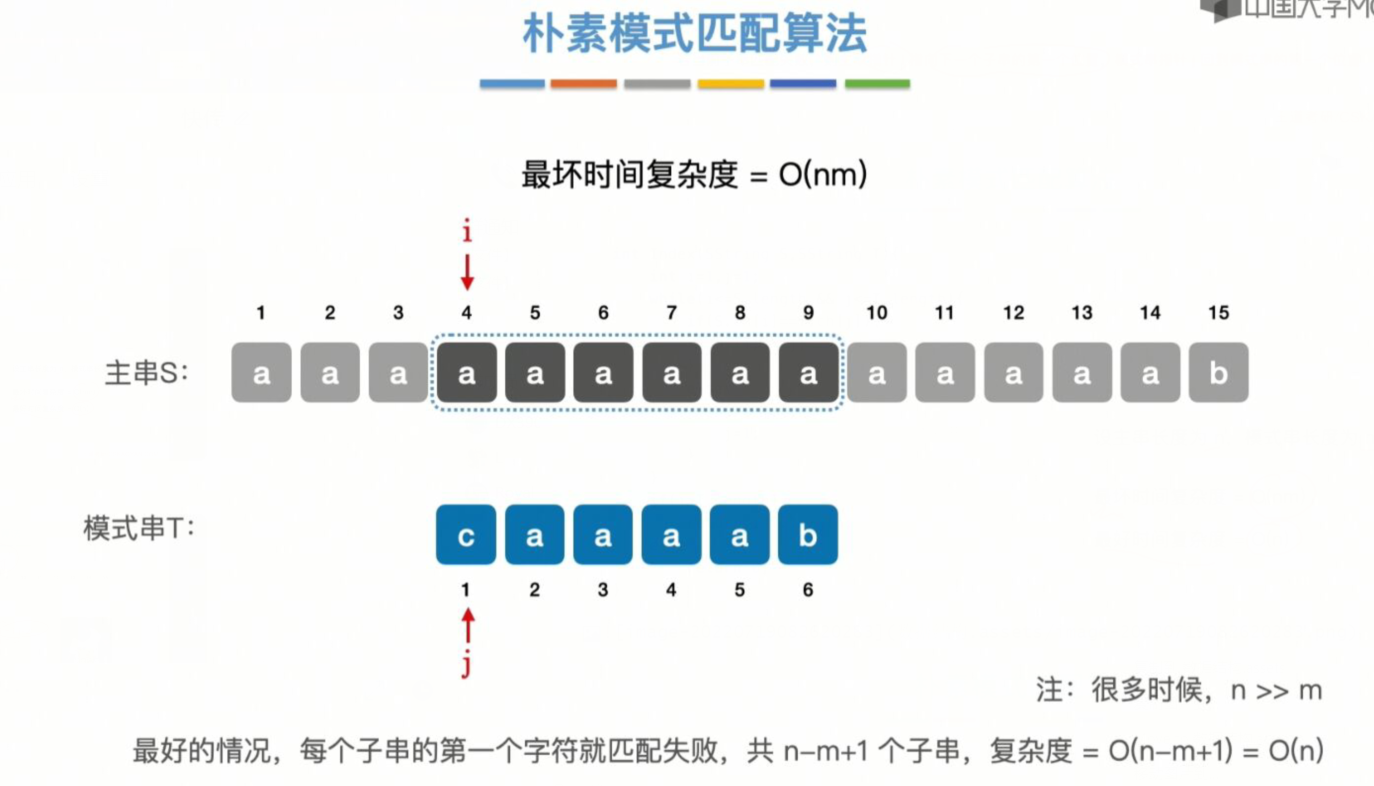 中国大学MO
朴素模式匹配算法
最坏时间复杂度 = O(nm)
i
1 2 3 4 5 6 7 8 9 10 11 12 13 14 15
主串S： a a a a a a a a a a a a a a b
模式串T： c a a a a b
1 2 3 4 5 6
j
注：很多时候，n >> m
最好的情况，每个子串的第一个字符就匹配失败，共 n–m+1 个子串，复杂度 = O(n–m+1) = O(n)